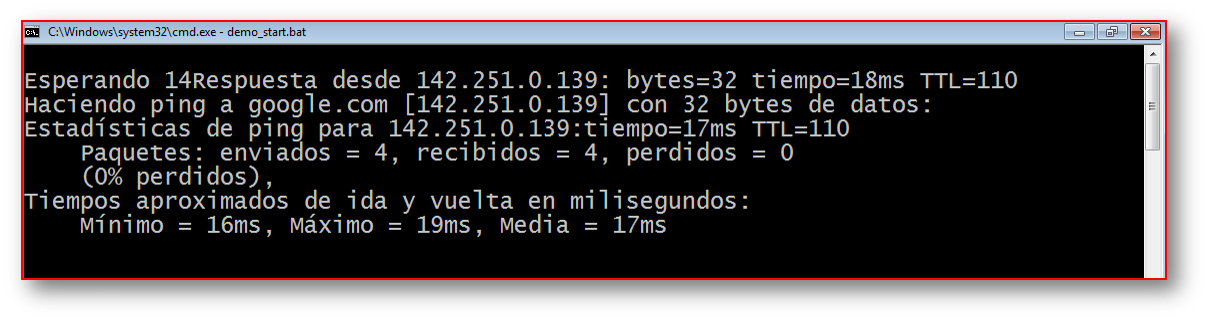 C:\Windows\system32\cmd.exe - demo_start.bat
Esperando 14Respuesta desde 142.251.0.139: bytes=32 tiempo=18ms TTL=110
Haciendo ping a google.com [142.251.0.139] con 32 bytes de datos:
Estadísticas de ping para 142.251.0.139:tiempo=17ms TTL=110
    Paquetes: enviados = 4, recibidos = 4, perdidos = 0
    (0% perdidos),
Tiempos aproximados de ida y vuelta en milisegundos:
    Mínimo = 16ms, Máximo = 19ms, Media = 17ms